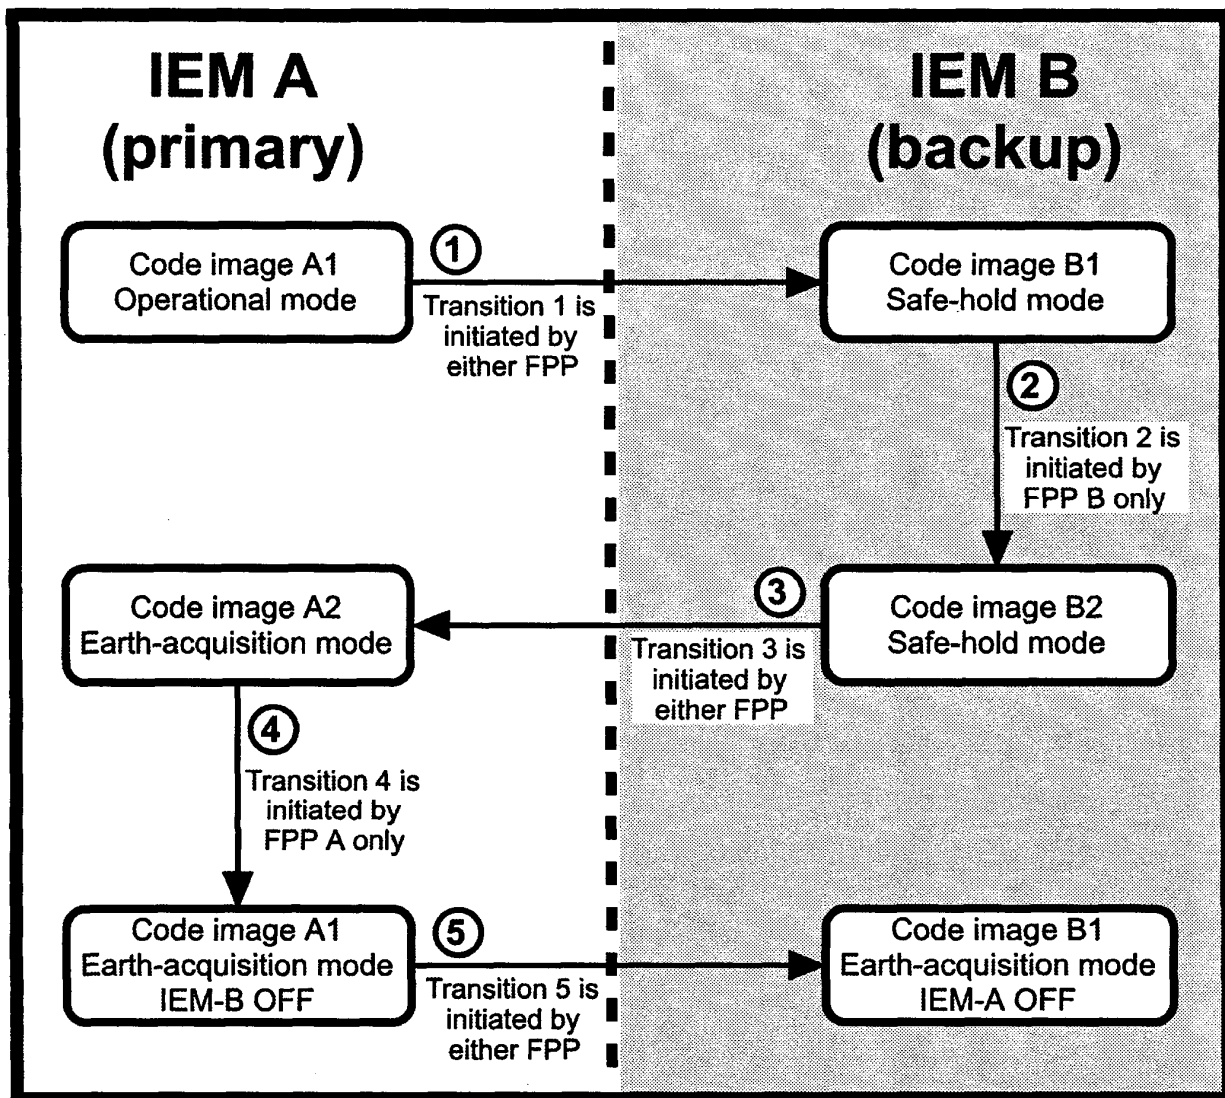 IEM A
(primary)
IEM B
(backup)
Code image A1
Operational mode
1
Transition 1 is
initiated by
either FPP
Code image B1
Safe-hold mode
2
Transition 2 is
initiated by
FPP B only
Code image A2
Earth-acquisition mode
3
Transition 3 is
initiated by
either FPP
Code image B2
Safe-hold mode
4
Transition 4 is
initiated by
FPP A only
Code image A1
Earth-acquisition mode
IEM-B OFF
5
Transition 5 is
initiated by
either FPP
Code image B1
Earth-acquisition mode
IEM-A OFF